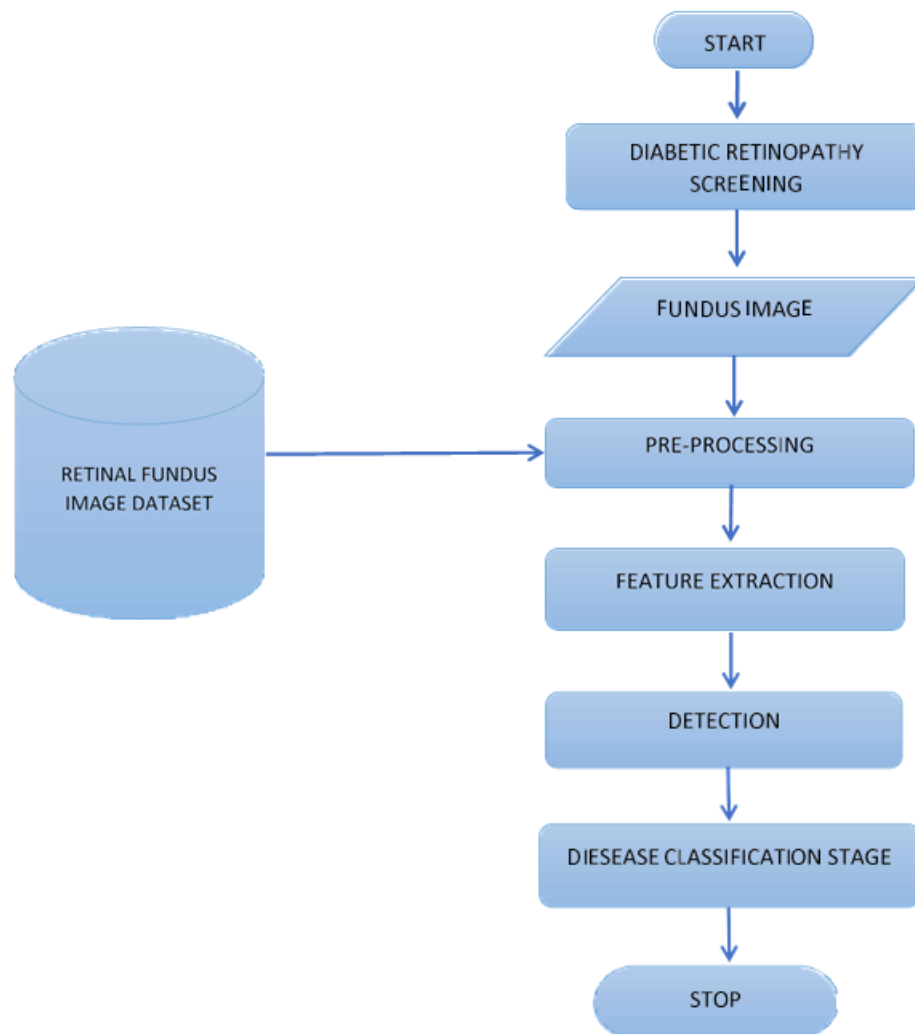 START
DIABETIC RETINOPATHY
SCREENING
FUNDUS IMAGE
PRE-PROCESSING
RETINAL FUNDUS
IMAGE DATASET
FEATURE EXTRACTION
DETECTION
DIESEASE CLASSIFICATION STAGE
STOP